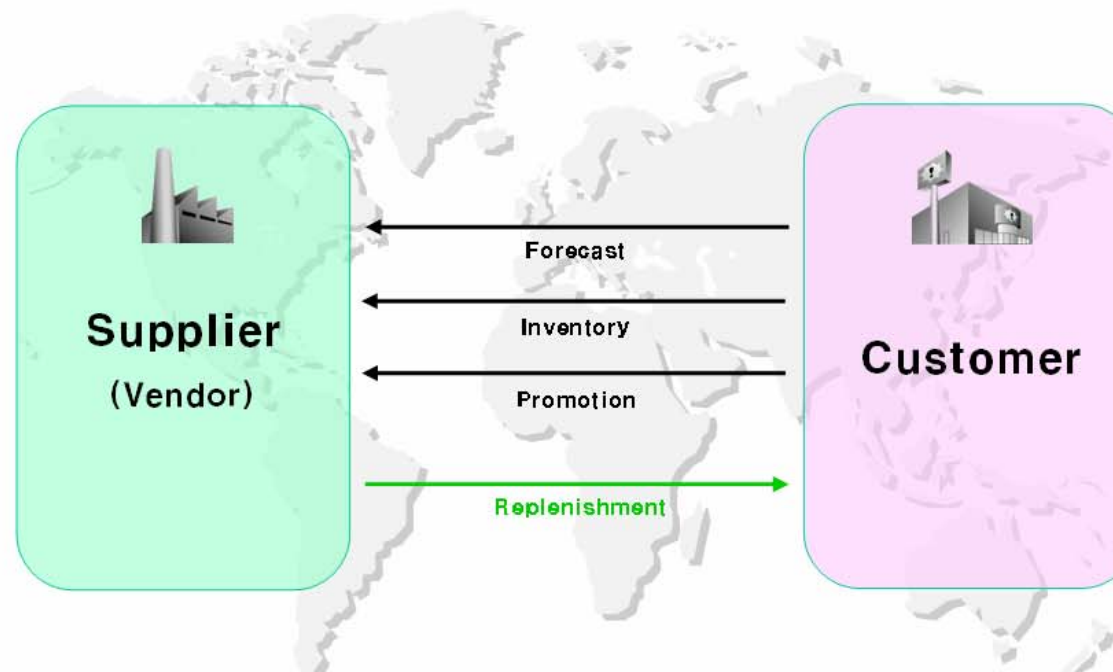 Supplier
(Vendor)
Forecast
Inventory
Promotion
Replenishment
Customer